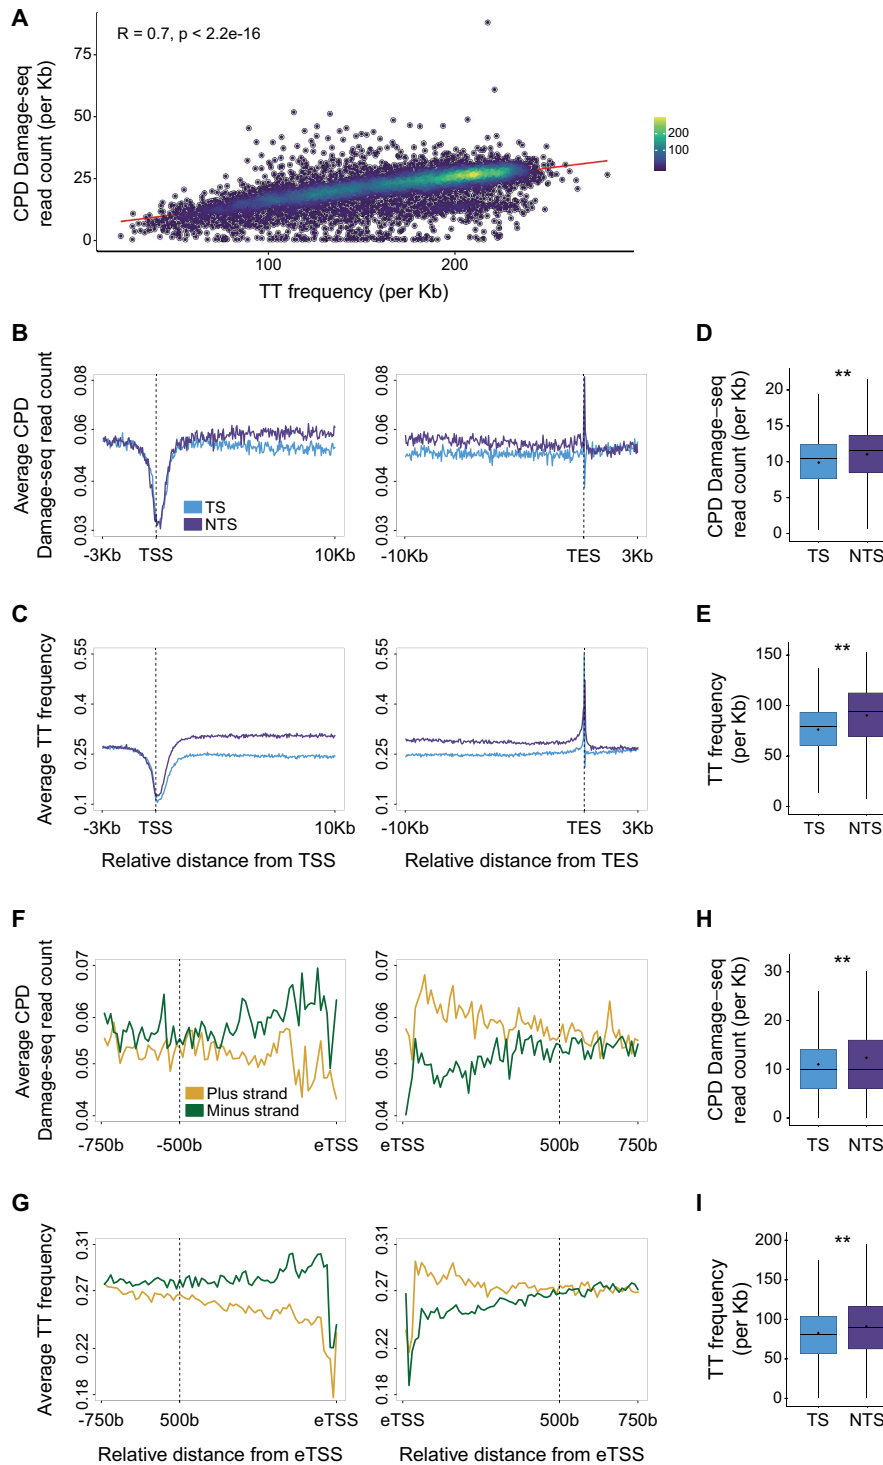 A
R = 0.7, p < 2.2e-16
CPD Damage-seq
read count (per Kb)
75
50
25
0
100
200
TT frequency (per Kb)
200
100
B
Average CPD
Damage-seq read count
0.08
0.06
0.04
0.03
TS
NTS
-3Kb
TSS
10Kb
0.08
0.06
0.04
0.03
-10Kb
TES
3Kb
D
CPD Damage–seq
read count (per Kb)
20
15
10
5
0
**
TS
NTS
C
Average TT frequency
0.55
0.4
0.25
0.1
-3Kb
TSS
10Kb
Relative distance from TSS
0.55
0.4
0.25
0.1
-10Kb
TES
3Kb
Relative distance from TES
E
TT frequency
(per Kb)
150
100
50
0
**
TS
NTS
F
Average CPD
Damage-seq read count
0.07
0.06
0.05
0.04
Plus strand
Minus strand
-750b
-500b
eTSS
0.07
0.06
0.05
0.04
eTSS
500b
750b
H
CPD Damage–seq
read count (per Kb)
30
20
10
0
**
TS
NTS
G
Average TT frequency
0.31
0.27
0.22
0.18
-750b
500b
eTSS
Relative distance from eTSS
0.31
0.27
0.22
0.18
eTSS
500b
750b
Relative distance from eTSS
I
TT frequency
(per Kb)
200
150
100
50
0
**
TS
NTS